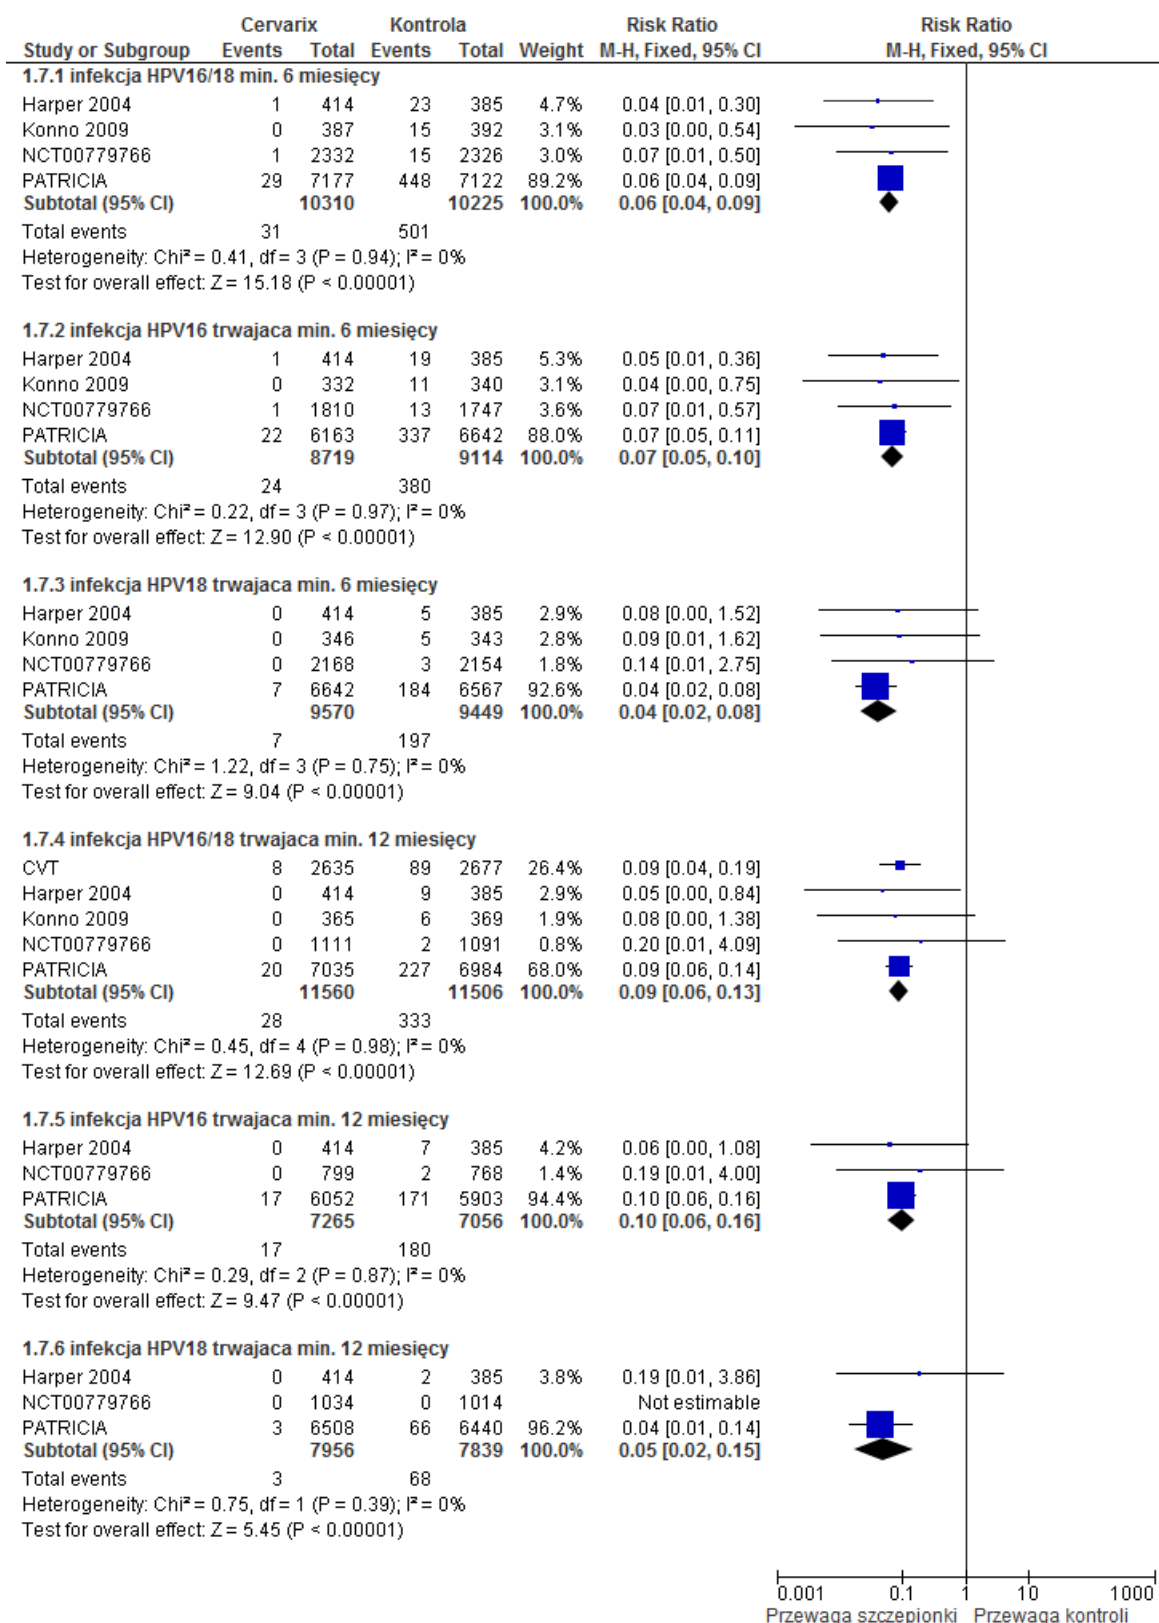 Cervarix Kontrola Risk Ratio Risk Ratio
Study or Subgroup Events Total Events Total Weight M-H, Fixed, 95% CI M-H, Fixed, 95% CI
1.7.1 infekcja HPV16/18 min. 6 miesięcy
Harper 2004 1 414 23 385 4.7% 0.04 [0.01, 0.30]
Konno 2009 0 387 15 392 3.1% 0.03 [0.00, 0.54]
NCT00779766 1 2332 15 2326 3.0% 0.07 [0.01, 0.50]
PATRICIA 29 7177 448 7122 89.2% 0.06 [0.04, 0.09]
Subtotal (95% CI) 10310 10225 100.0% 0.06 [0.04, 0.09]
Total events 31 501
Heterogeneity: Chi² = 0.41, df = 3 (P = 0.94); I² = 0%
Test for overall effect: Z = 15.18 (P < 0.00001)
1.7.2 infekcja HPV16 trwajaca min. 6 miesięcy
Harper 2004 1 414 19 385 5.3% 0.05 [0.01, 0.36]
Konno 2009 0 332 11 340 3.1% 0.04 [0.00, 0.75]
NCT00779766 1 1810 13 1747 3.6% 0.07 [0.01, 0.57]
PATRICIA 22 6163 337 6642 88.0% 0.07 [0.05, 0.11]
Subtotal (95% CI) 8719 9114 100.0% 0.07 [0.05, 0.10]
Total events 24 380
Heterogeneity: Chi² = 0.22, df = 3 (P = 0.97); I² = 0%
Test for overall effect: Z = 12.90 (P < 0.00001)
1.7.3 infekcja HPV18 trwajaca min. 6 miesięcy
Harper 2004 0 414 5 385 2.9% 0.08 [0.00, 1.52]
Konno 2009 0 346 5 343 2.8% 0.09 [0.01, 1.62]
NCT00779766 0 2168 3 2154 1.8% 0.14 [0.01, 2.75]
PATRICIA 7 6642 184 6567 92.6% 0.04 [0.02, 0.08]
Subtotal (95% CI) 9570 9449 100.0% 0.04 [0.02, 0.08]
Total events 7 197
Heterogeneity: Chi² = 1.22, df = 3 (P = 0.75); I² = 0%
Test for overall effect: Z = 9.04 (P < 0.00001)
1.7.4 infekcja HPV16/18 trwajaca min. 12 miesięcy
CVT 8 2635 89 2677 26.4% 0.09 [0.04, 0.19]
Harper 2004 0 414 9 385 2.9% 0.05 [0.00, 0.84]
Konno 2009 0 365 6 369 1.9% 0.08 [0.00, 1.38]
NCT00779766 0 1111 2 1091 0.8% 0.20 [0.01, 4.09]
PATRICIA 20 7035 227 6984 68.0% 0.09 [0.06, 0.14]
Subtotal (95% CI) 11560 11506 100.0% 0.09 [0.06, 0.13]
Total events 28 333
Heterogeneity: Chi² = 0.45, df = 4 (P = 0.98); I² = 0%
Test for overall effect: Z = 12.69 (P < 0.00001)
1.7.5 infekcja HPV16 trwajaca min. 12 miesięcy
Harper 2004 0 414 7 385 4.2% 0.06 [0.00, 1.08]
NCT00779766 0 799 2 768 1.4% 0.19 [0.01, 4.00]
PATRICIA 17 6052 171 5903 94.4% 0.10 [0.06, 0.16]
Subtotal (95% CI) 7265 7056 100.0% 0.10 [0.06, 0.16]
Total events 17 180
Heterogeneity: Chi² = 0.29, df = 2 (P = 0.87); I² = 0%
Test for overall effect: Z = 9.47 (P < 0.00001)
1.7.6 infekcja HPV18 trwajaca min. 12 miesięcy
Harper 2004 0 414 2 385 3.8% 0.19 [0.01, 3.86]
NCT00779766 0 1034 0 1014 Not estimable
PATRICIA 3 6508 66 6440 96.2% 0.04 [0.01, 0.14]
Subtotal (95% CI) 7956 7839 100.0% 0.05 [0.02, 0.15]
Total events 3 68
Heterogeneity: Chi² = 0.75, df = 1 (P = 0.39); I² = 0%
Test for overall effect: Z = 5.45 (P < 0.00001)
0.001 0.1 1 10 1000
Przewaga szczepionki Przewaga kontroli